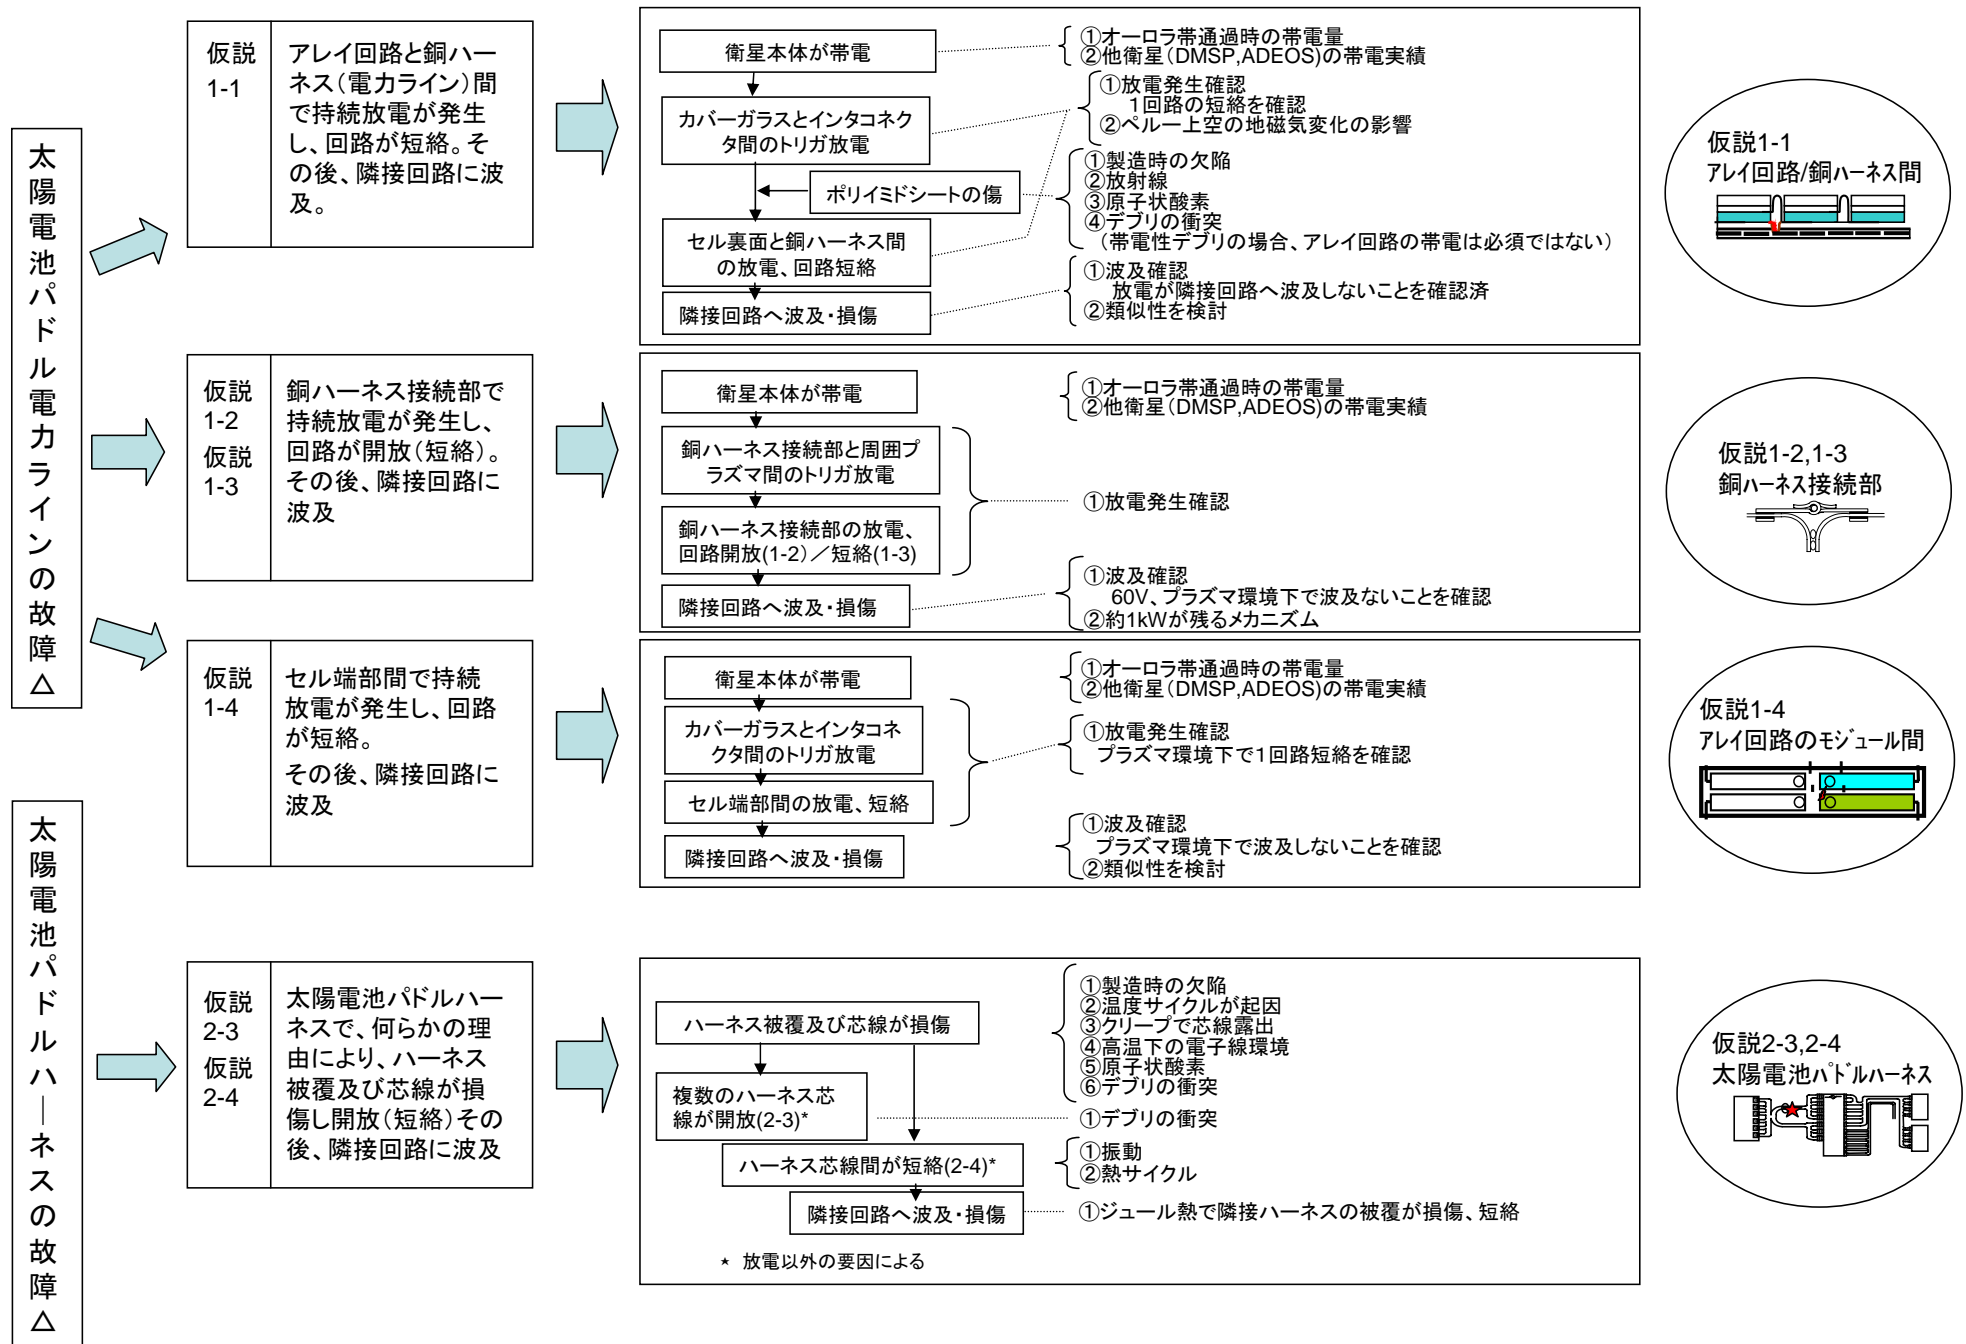 太陽電池パドル電力ラインの故障△
仮説
1-1
アレイ回路と銅ハー
ネス（電力ライン）間
で持続放電が発生
し、回路が短絡。そ
の後、隣接回路に波
及。
衛星本体が帯電
カバーガラスとインタコネク
タ間のトリガ放電
ポリイミドシートの傷
セル裏面と銅ハーネス間
の放電、回路短絡
隣接回路へ波及・損傷
①オーロラ帯通過時の帯電量
②他衛星（DMSP,ADEOS)の帯電実績
①放電発生確認
1回路の短絡を確認
②ペルー上空の地磁気変化の影響
①製造時の欠陥
②放射線
③原子状酸素
④デブリの衝突
（帯電性デブリの場合、アレイ回路の帯電は必須ではない）
①波及確認
放電が隣接回路へ波及しないことを確認済
②類似性を検討
仮説1-1
アレイ回路/銅ハーネス間
仮説
1-2
仮説
1-3
銅ハーネス接続部で
持続放電が発生し、
回路が開放（短絡）。
その後、隣接回路に
波及
衛星本体が帯電
銅ハーネス接続部と周囲プ
ラズマ間のトリガ放電
銅ハーネス接続部の放電、
回路開放(1-2）／短絡(1-3)
隣接回路へ波及・損傷
①オーロラ帯通過時の帯電量
②他衛星（DMSP,ADEOS)の帯電実績
①放電発生確認
①波及確認
60V、プラズマ環境下で波及ないことを確認
②約1kWが残るメカニズム
仮説1-2,1-3
銅ハーネス接続部
仮説
1-4
セル端部間で持続
放電が発生し、回路
が短絡。
その後、隣接回路に
波及
衛星本体が帯電
カバーガラスとインタコネ
クタ間のトリガ放電
セル端部間の放電、短絡
隣接回路へ波及・損傷
①オーロラ帯通過時の帯電量
②他衛星（DMSP,ADEOS)の帯電実績
①放電発生確認
プラズマ環境下で1回路短絡を確認
①波及確認
プラズマ環境下で波及しないことを確認
②類似性を検討
仮説1-4
アレイ回路のモジュール間
太陽電池パドルハーネスの故障△
仮説
2-3
仮説
2-4
太陽電池パドルハー
ネスで、何らかの理
由により、ハーネス
被覆及び芯線が損
傷し開放（短絡）その
後、隣接回路に波及
ハーネス被覆及び芯線が損傷
複数のハーネス芯
線が開放(2-3)*
ハーネス芯線間が短絡(2-4)*
隣接回路へ波及・損傷
* 放電以外の要因による
①製造時の欠陥
②温度サイクルが起因
③クリープで芯線露出
④高温下の電子線環境
⑤原子状酸素
⑥デブリの衝突
①デブリの衝突
①振動
②熱サイクル
①ジュール熱で隣接ハーネスの被覆が損傷、短絡
仮説2-3,2-4
太陽電池パドルハーネス